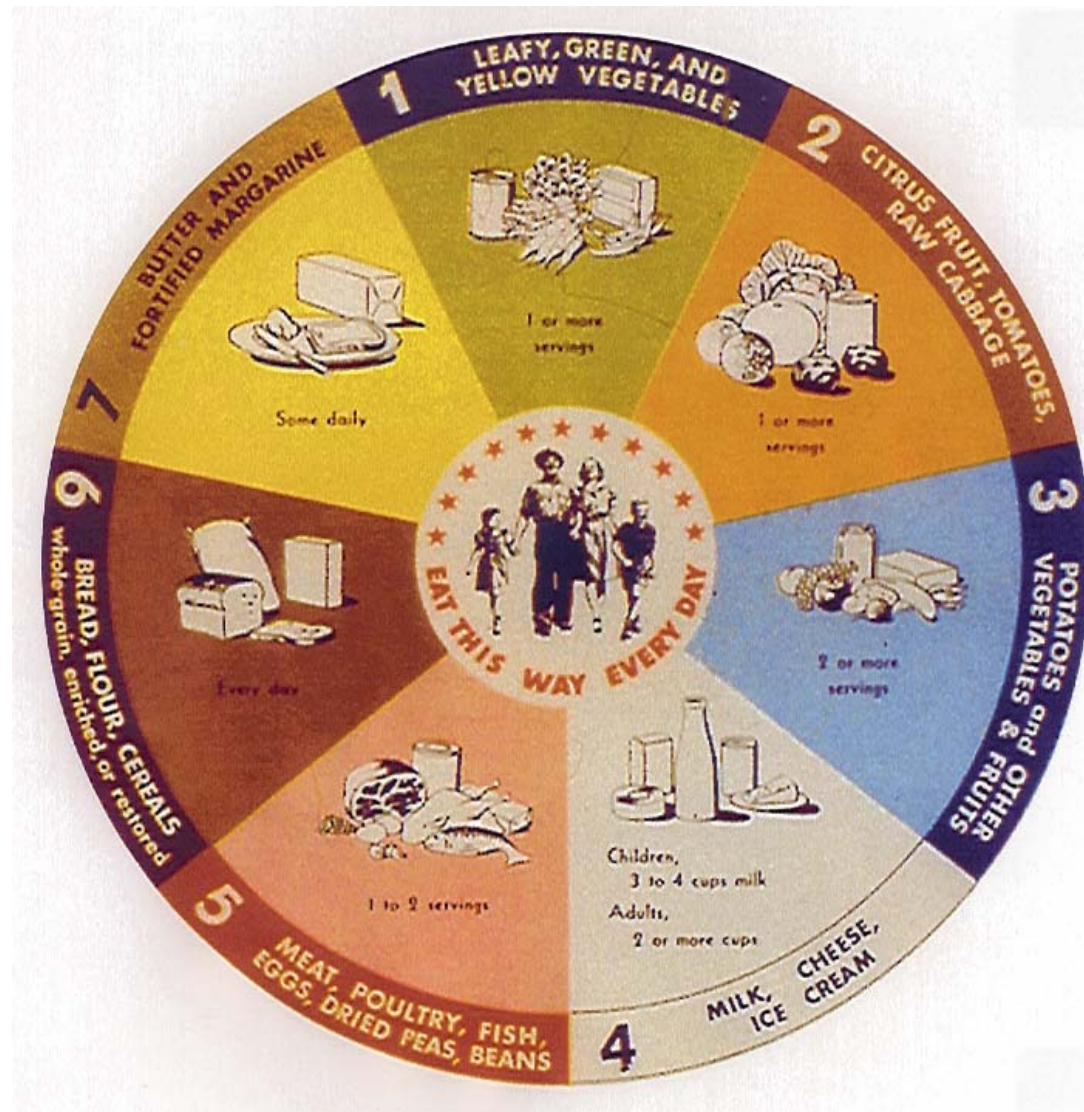 1
LEAFY, GREEN, AND
YELLOW VEGETABLES
1 or more
servings
2
CITRUS FRUIT, TOMATOES,
RAW CABBAGE
1 or more
servings
3
POTATOES and OTHER
VEGETABLES & FRUITS
2 or more
servings
4
MILK, CHEESE,
ICE CREAM
Children,
3 to 4 cups milk
Adults,
2 or more cups
5
MEAT, POULTRY, FISH,
EGGS, DRIED PEAS, BEANS
1 to 2 servings
6
BREAD, FLOUR, CEREALS
whole-grain, enriched, or restored
Every day
7
BUTTER AND
FORTIFIED MARGARINE
Some daily
EAT THIS WAY EVERY DAY